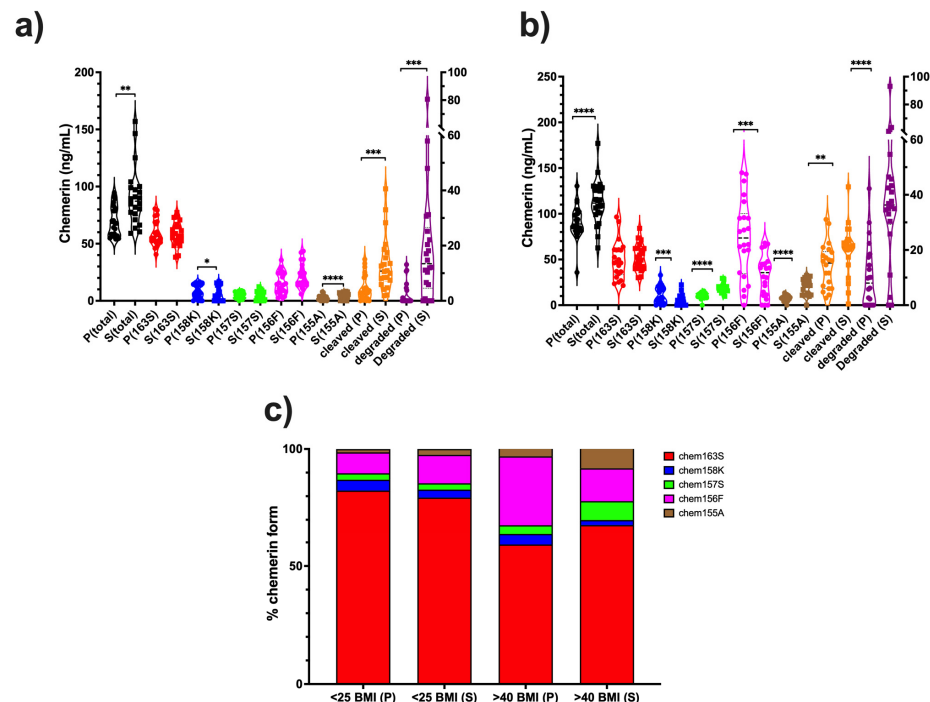 a)
b)
200
150
100
50
0
Chemerin (ng/mL)
**
*
****
***
***
100
80
60
40
20
0
P(total)
S(total)
P(163S)
S(163S)
P(158K)
S(158K)
P(157S)
S(157S)
P(156F)
S(156F)
P(155A)
S(155A)
cleaved (P)
cleaved (S)
degraded (P)
Degraded (S)
250
200
150
100
50
0
Chemerin (ng/mL)
****
***
****
***
****
**
****
100
80
60
40
20
0
P(total)
S(total)
P(163S)
S(163S)
P(158K)
S(158K)
P(157S)
S(157S)
P(156F)
S(156F)
P(155A)
S(155A)
cleaved (P)
cleaved (S)
degraded (P)
Degraded (S)
c)
100
50
0
% chemerin form
<25 BMI (P)
<25 BMI (S)
>40 BMI (P)
>40 BMI (S)
chem163S
chem158K
chem157S
chem156F
chem155A